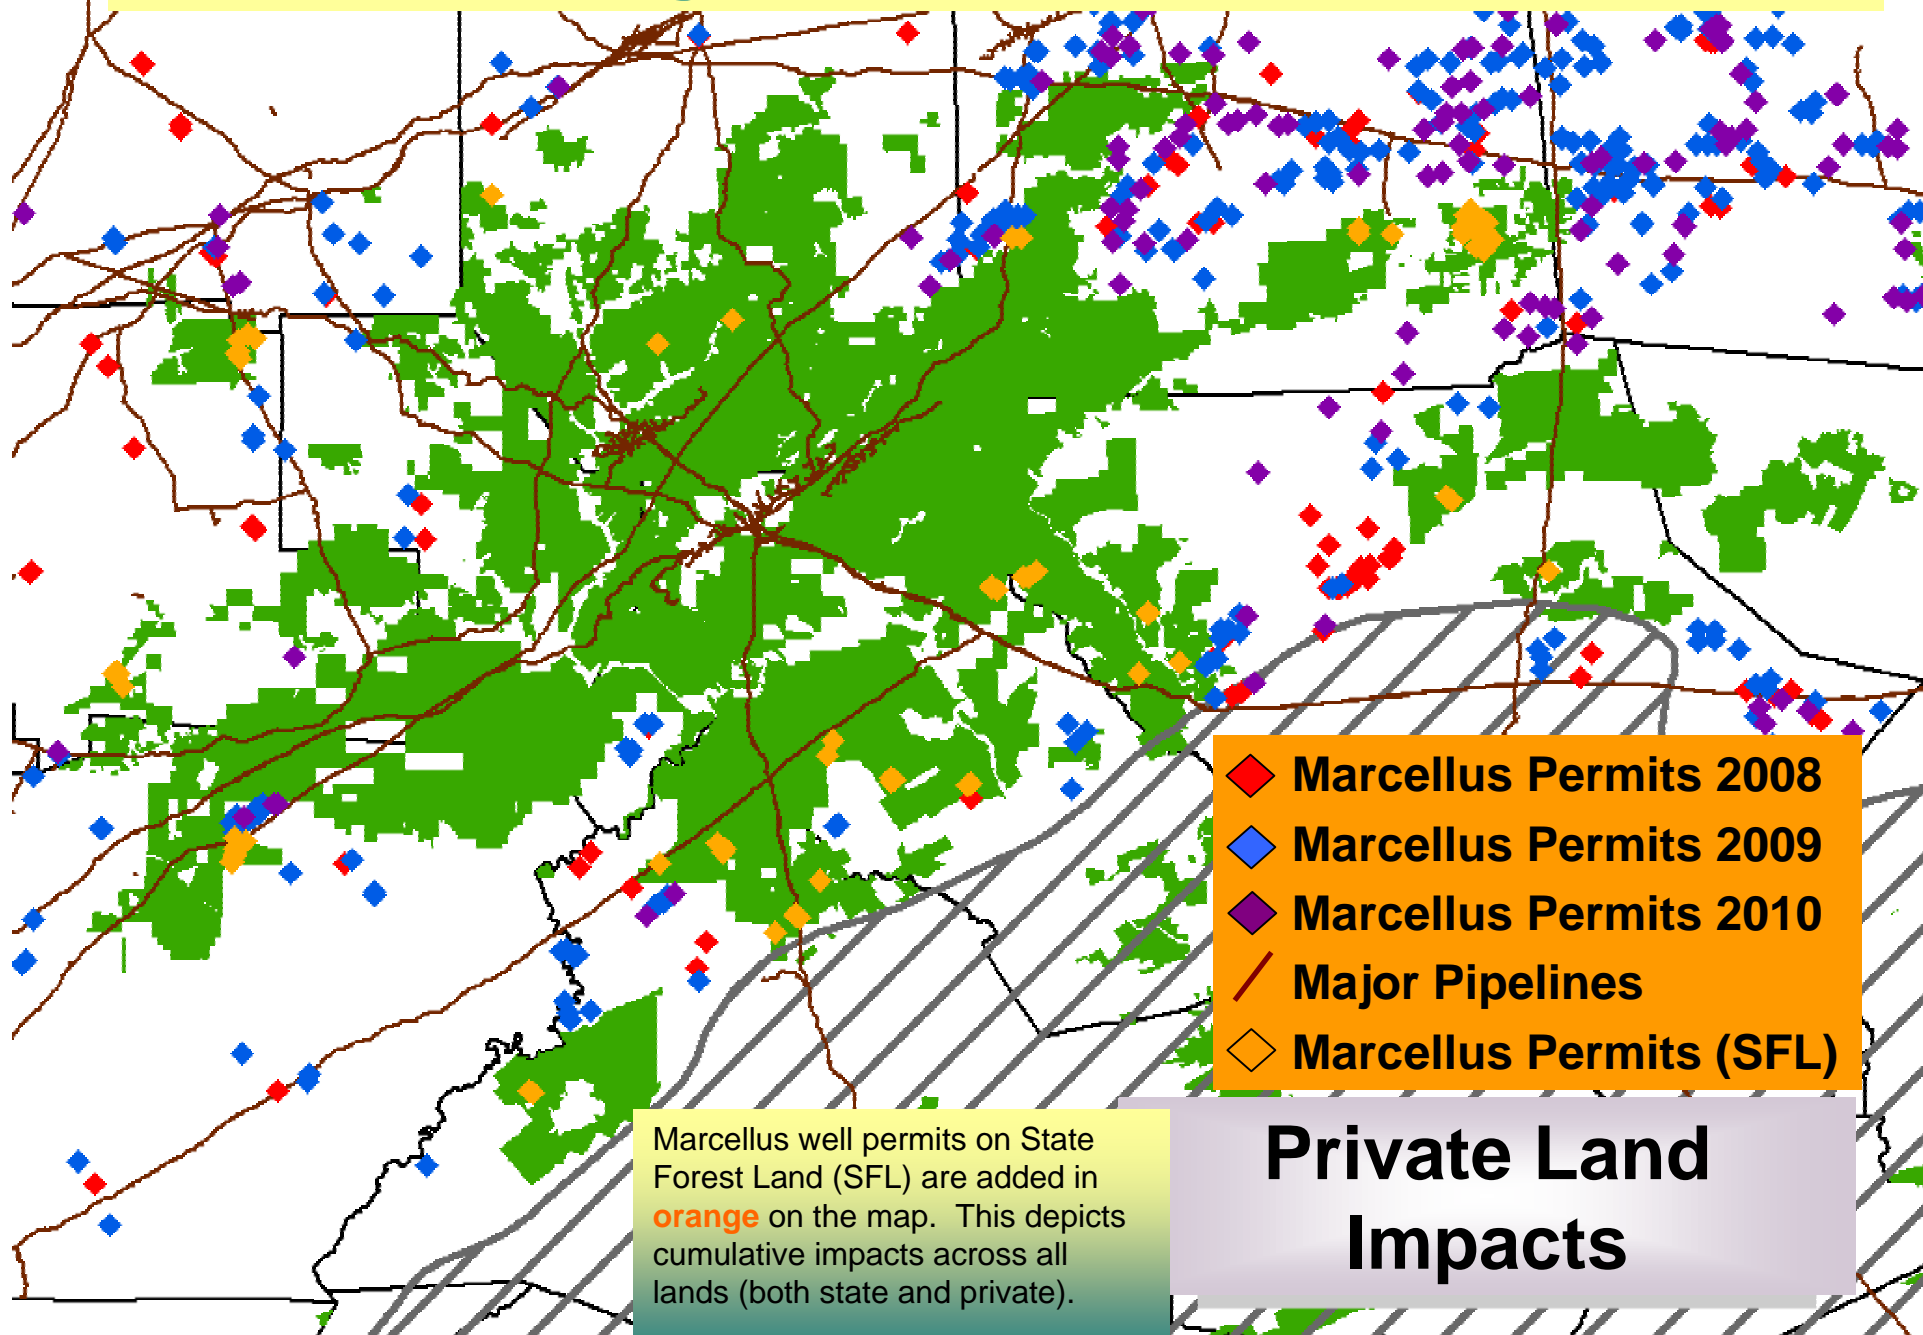 Marcellus Permits 2008
Marcellus Permits 2009
Marcellus Permits 2010
Major Pipelines
Marcellus Permits (SFL)
Marcellus well permits on State
Forest Land (SFL) are added in
orange on the map. This depicts
cumulative impacts across all
lands (both state and private).
Private Land
Impacts